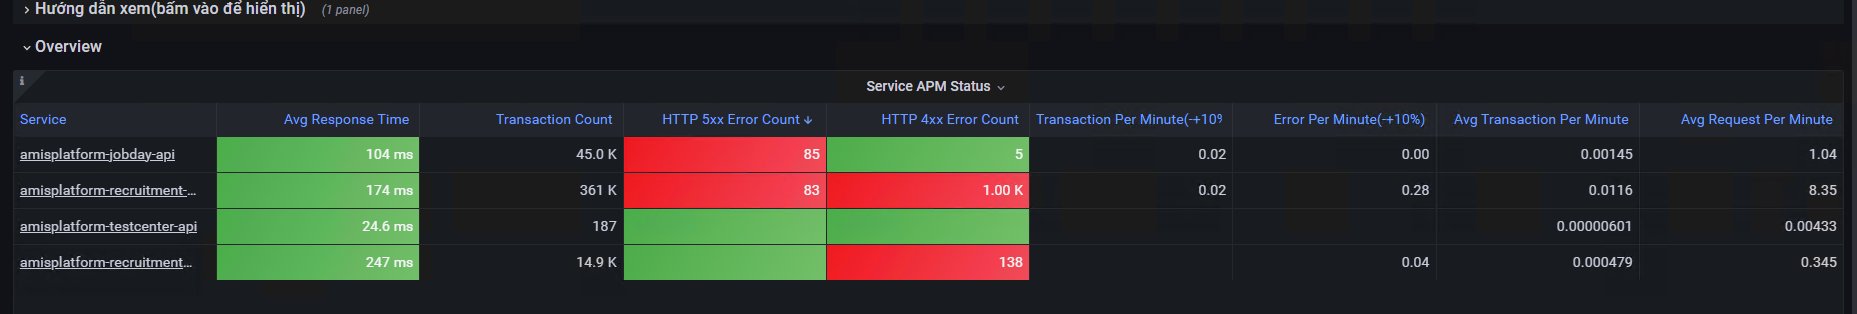 Hướng dẫn xem(bấm vào để hiển thị) (1 panel)
Overview
Service APM Status
Service Avg Response Time Transaction Count HTTP 5xx Error Count HTTP 4xx Error Count Transaction Per Minute(-+10% Error Per Minute(-+10%) Avg Transaction Per Minute Avg Request Per Minute
amisplatform-jobday-api 104 ms 45.0 K 85 5 0.02 0.00 0.00145 1.04
amisplatform-recruitment-... 174 ms 361 K 83 1.00 K 0.02 0.28 0.0116 8.35
amisplatform-testcenter-api 24.6 ms 187 0.00000601 0.00433
amisplatform-recruitment... 247 ms 14.9 K 138 0.04 0.000479 0.345